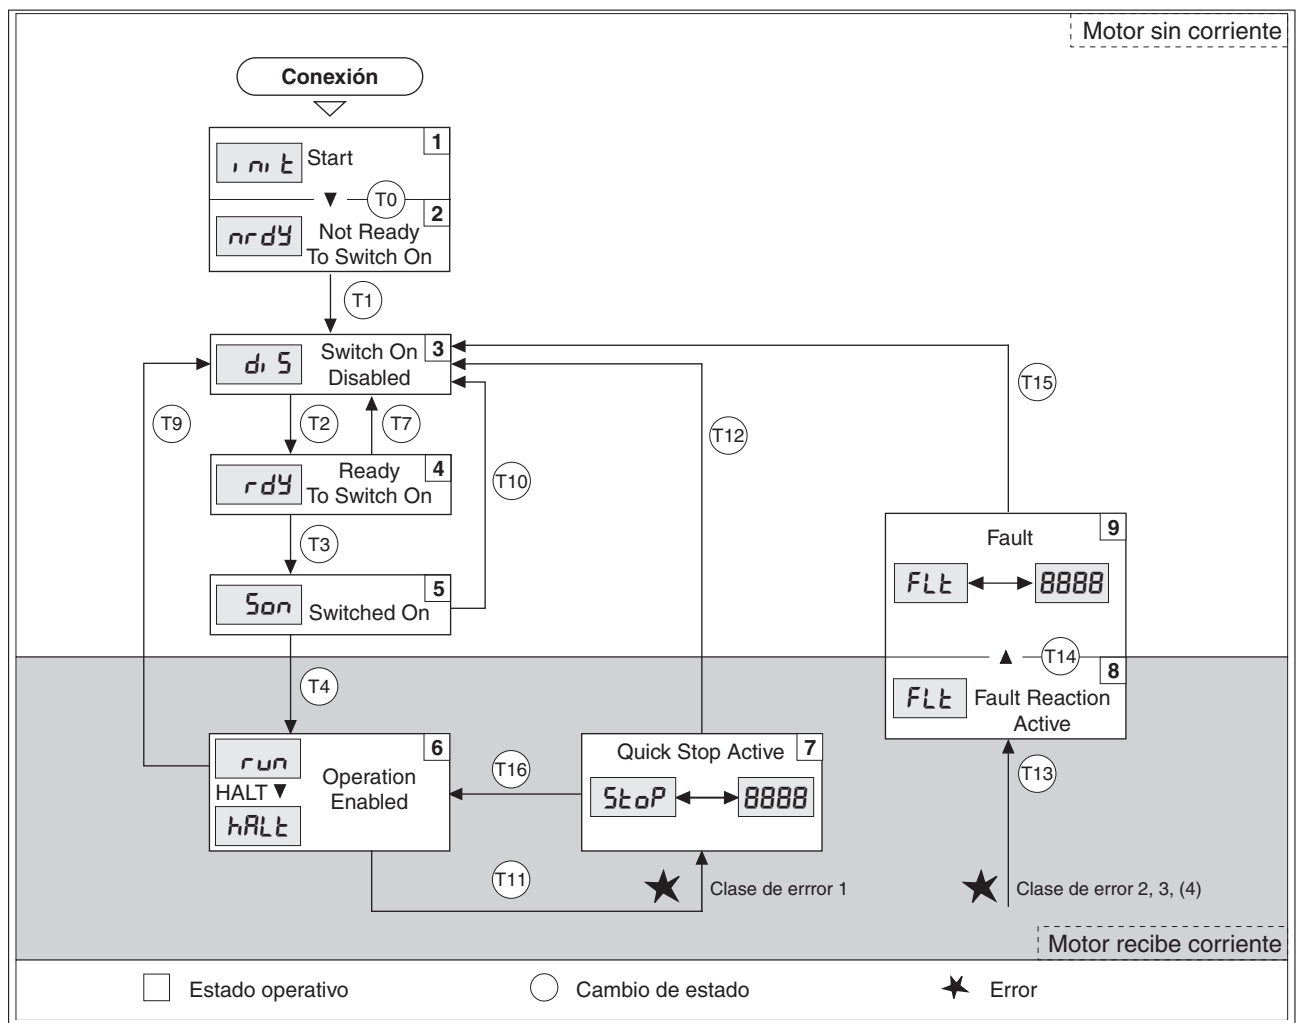 Motor sin corriente
Conexión
1
init Start
T0
2
nrdy Not Ready
To Switch On
T1
diS Switch On 3
Disabled
T15
T9
T2
T7
T12
rdy Ready 4
To Switch On
T10
T3
9
Fault
FLt 8888
5
Son Switched On
T14
8
FLt Fault Reaction
Active
T4
6
run
HALT
hALt
Operation
Enabled
T16
Quick Stop Active 7
StoP 8888
T13
T11
Clase de errror 1
Clase de error 2, 3, (4)
Motor recibe corriente
Estado operativo
Cambio de estado
Error